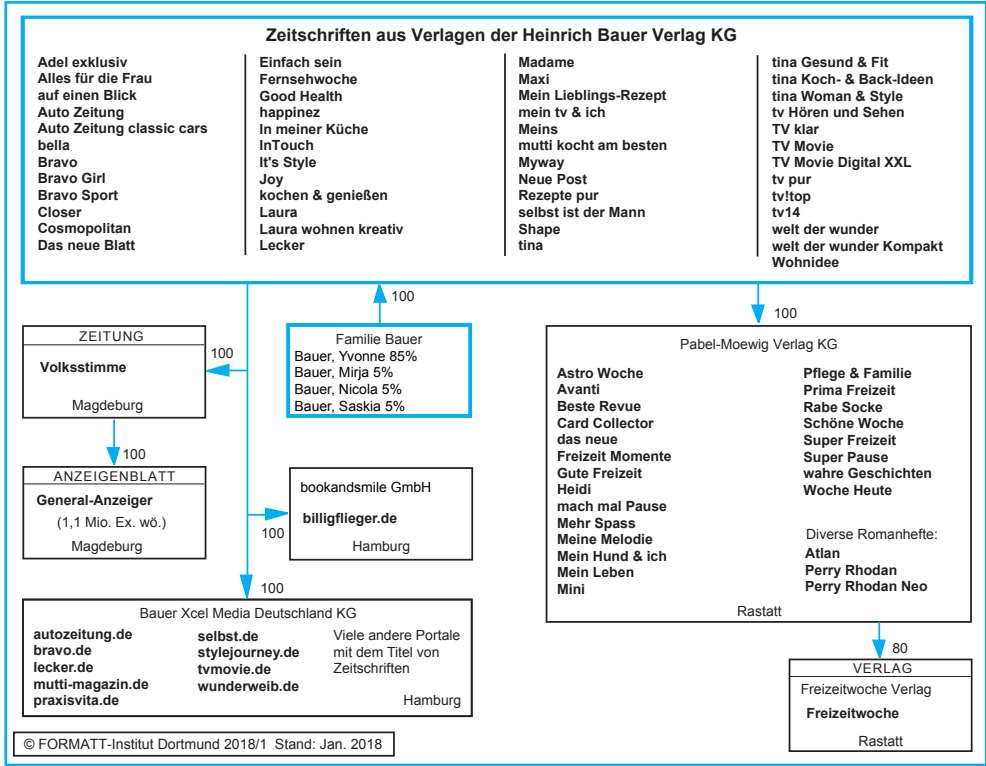 Zeitschriften aus Verlagen der Heinrich Bauer Verlag KG
Adel exklusiv
Alles für die Frau
auf einen Blick
Auto Zeitung
Auto Zeitung classic cars
bella
Bravo
Bravo Girl
Bravo Sport
Closer
Cosmopolitan
Das neue Blatt
Einfach sein
Fernsehwoche
Good Health
happinez
In meiner Küche
InTouch
It's Style
Joy
kochen & genießen
Laura
Laura wohnen kreativ
Lecker
Madame
Maxi
Mein Lieblings-Rezept
mein tv & ich
Meins
mutti kocht am besten
Myway
Neue Post
Rezepte pur
selbst ist der Mann
Shape
tina
tina Gesund & Fit
tina Koch- & Back-Ideen
tina Woman & Style
tv Hören und Sehen
TV klar
TV Movie
TV Movie Digital XXL
tv pur
tv!top
tv14
welt der wunder
welt der wunder Kompakt
Wohnidee
100
100
ZEITUNG
Volksstimme
Magdeburg
100
Familie Bauer
Bauer, Yvonne 85%
Bauer, Mirja 5%
Bauer, Nicola 5%
Bauer, Saskia 5%
100
ANZEIGENBLATT
General-Anzeiger
(1,1 Mio. Ex. wö.)
Magdeburg
bookandsmile GmbH
billigflieger.de
Hamburg
100
100
Bauer Xcel Media Deutschland KG
autozeitung.de
bravo.de
lecker.de
mutti-magazin.de
praxisvita.de
selbst.de
stylejourney.de
tvmovie.de
wunderweib.de
Viele andere Portale
mit dem Titel von
Zeitschriften
Hamburg
Pabel-Moewig Verlag KG
Astro Woche
Avanti
Beste Revue
Card Collector
das neue
Freizeit Momente
Gute Freizeit
Heidi
mach mal Pause
Mehr Spass
Meine Melodie
Mein Hund & ich
Mein Leben
Mini
Pflege & Familie
Prima Freizeit
Rabe Socke
Schöne Woche
Super Freizeit
Super Pause
wahre Geschichten
Woche Heute
Diverse Romanhefte:
Atlan
Perry Rhodan
Perry Rhodan Neo
Rastatt
80
VERLAG
Freizeitwoche Verlag
Freizeitwoche
Rastatt
© FORMATT-Institut Dortmund 2018/1 Stand: Jan. 2018